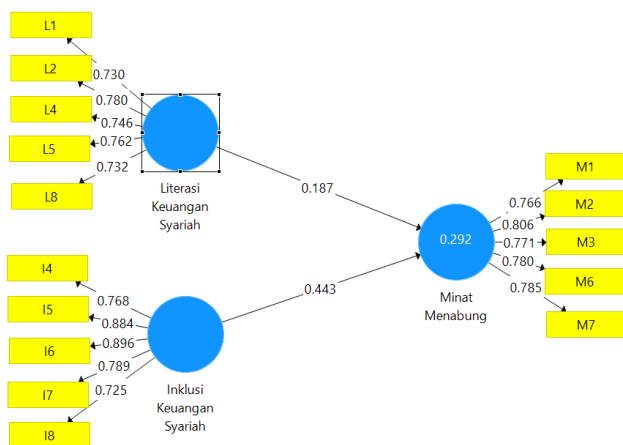 L1
L2
L4
L5
L8
0.730
0.780
0.746
0.762
0.732
Literasi
Keuangan
Syariah
0.187
I4
I5
I6
I7
I8
0.768
0.884
0.896
0.789
0.725
Inklusi
Keuangan
Syariah
0.443
0.292
Minat
Menabung
0.766
0.806
0.771
0.780
0.785
M1
M2
M3
M6
M7